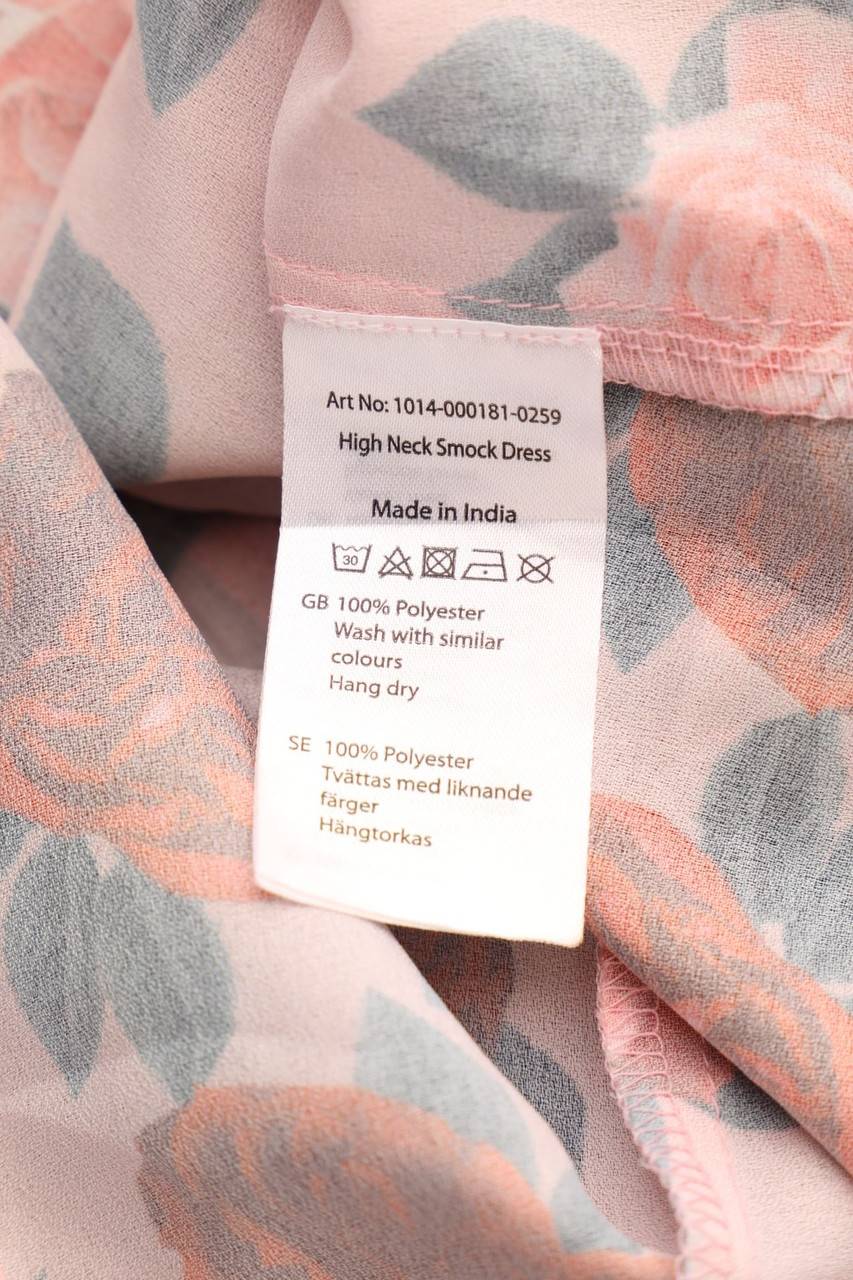 Art No: 1014-000181-0259
High Neck Smock Dress
Made in India
30
GB 100% Polyester
Wash with similar
colours
Hang dry
SE 100% Polyester
Tvättas med liknande
färger
Hängtorkas